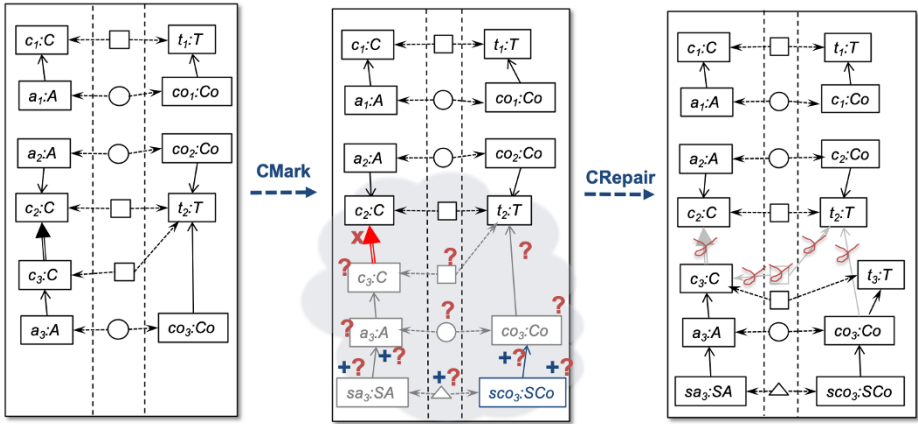 c1:C
t1:T
a1:A
co1:Co
a2:A
co2:Co
c2:C
t2:T
c3:C
a3:A
co3:Co
CMark
c1:C
t1:T
a1:A
co1:Co
a2:A
co2:Co
c2:C
t2:T
x
?
?
?
?
c3:C
?
?
?
a3:A
co3:Co
+?
+?
+?
+?
?
sa3:SA
sco3:SCo
CRepair
c1:C
t1:T
a1:A
c1:Co
a2:A
c2:Co
c2:C
t2:T
c3:C
t3:T
a3:A
co3:Co
sa3:SA
sco3:SCo